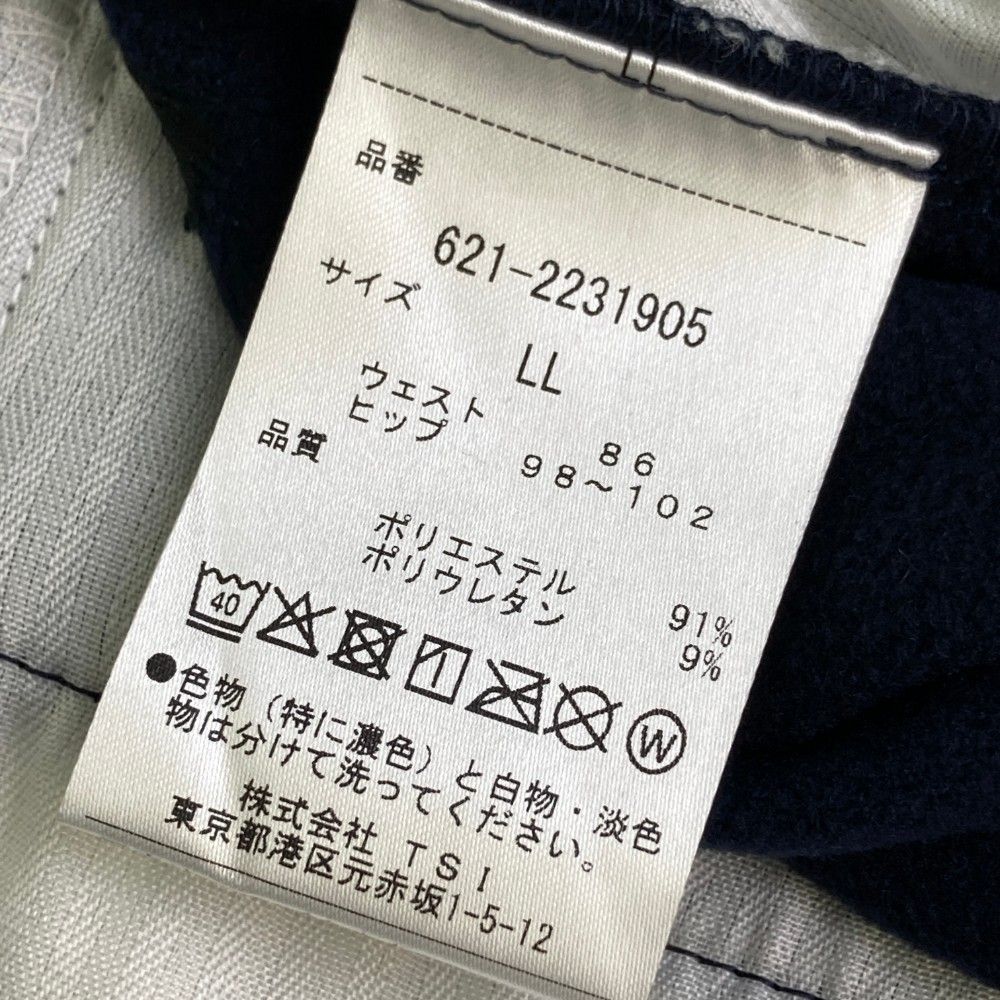 LL
品番
621-2231905
サイズ
LL
ウェスト 86
ヒップ 98～102
品質
ポリエステル 91%
ポリウレタン 9%
40
W
●色物（特に濃色）と白物・淡色
物は分けて洗ってください。
株式会社 TSI
東京都港区元赤坂1-5-12